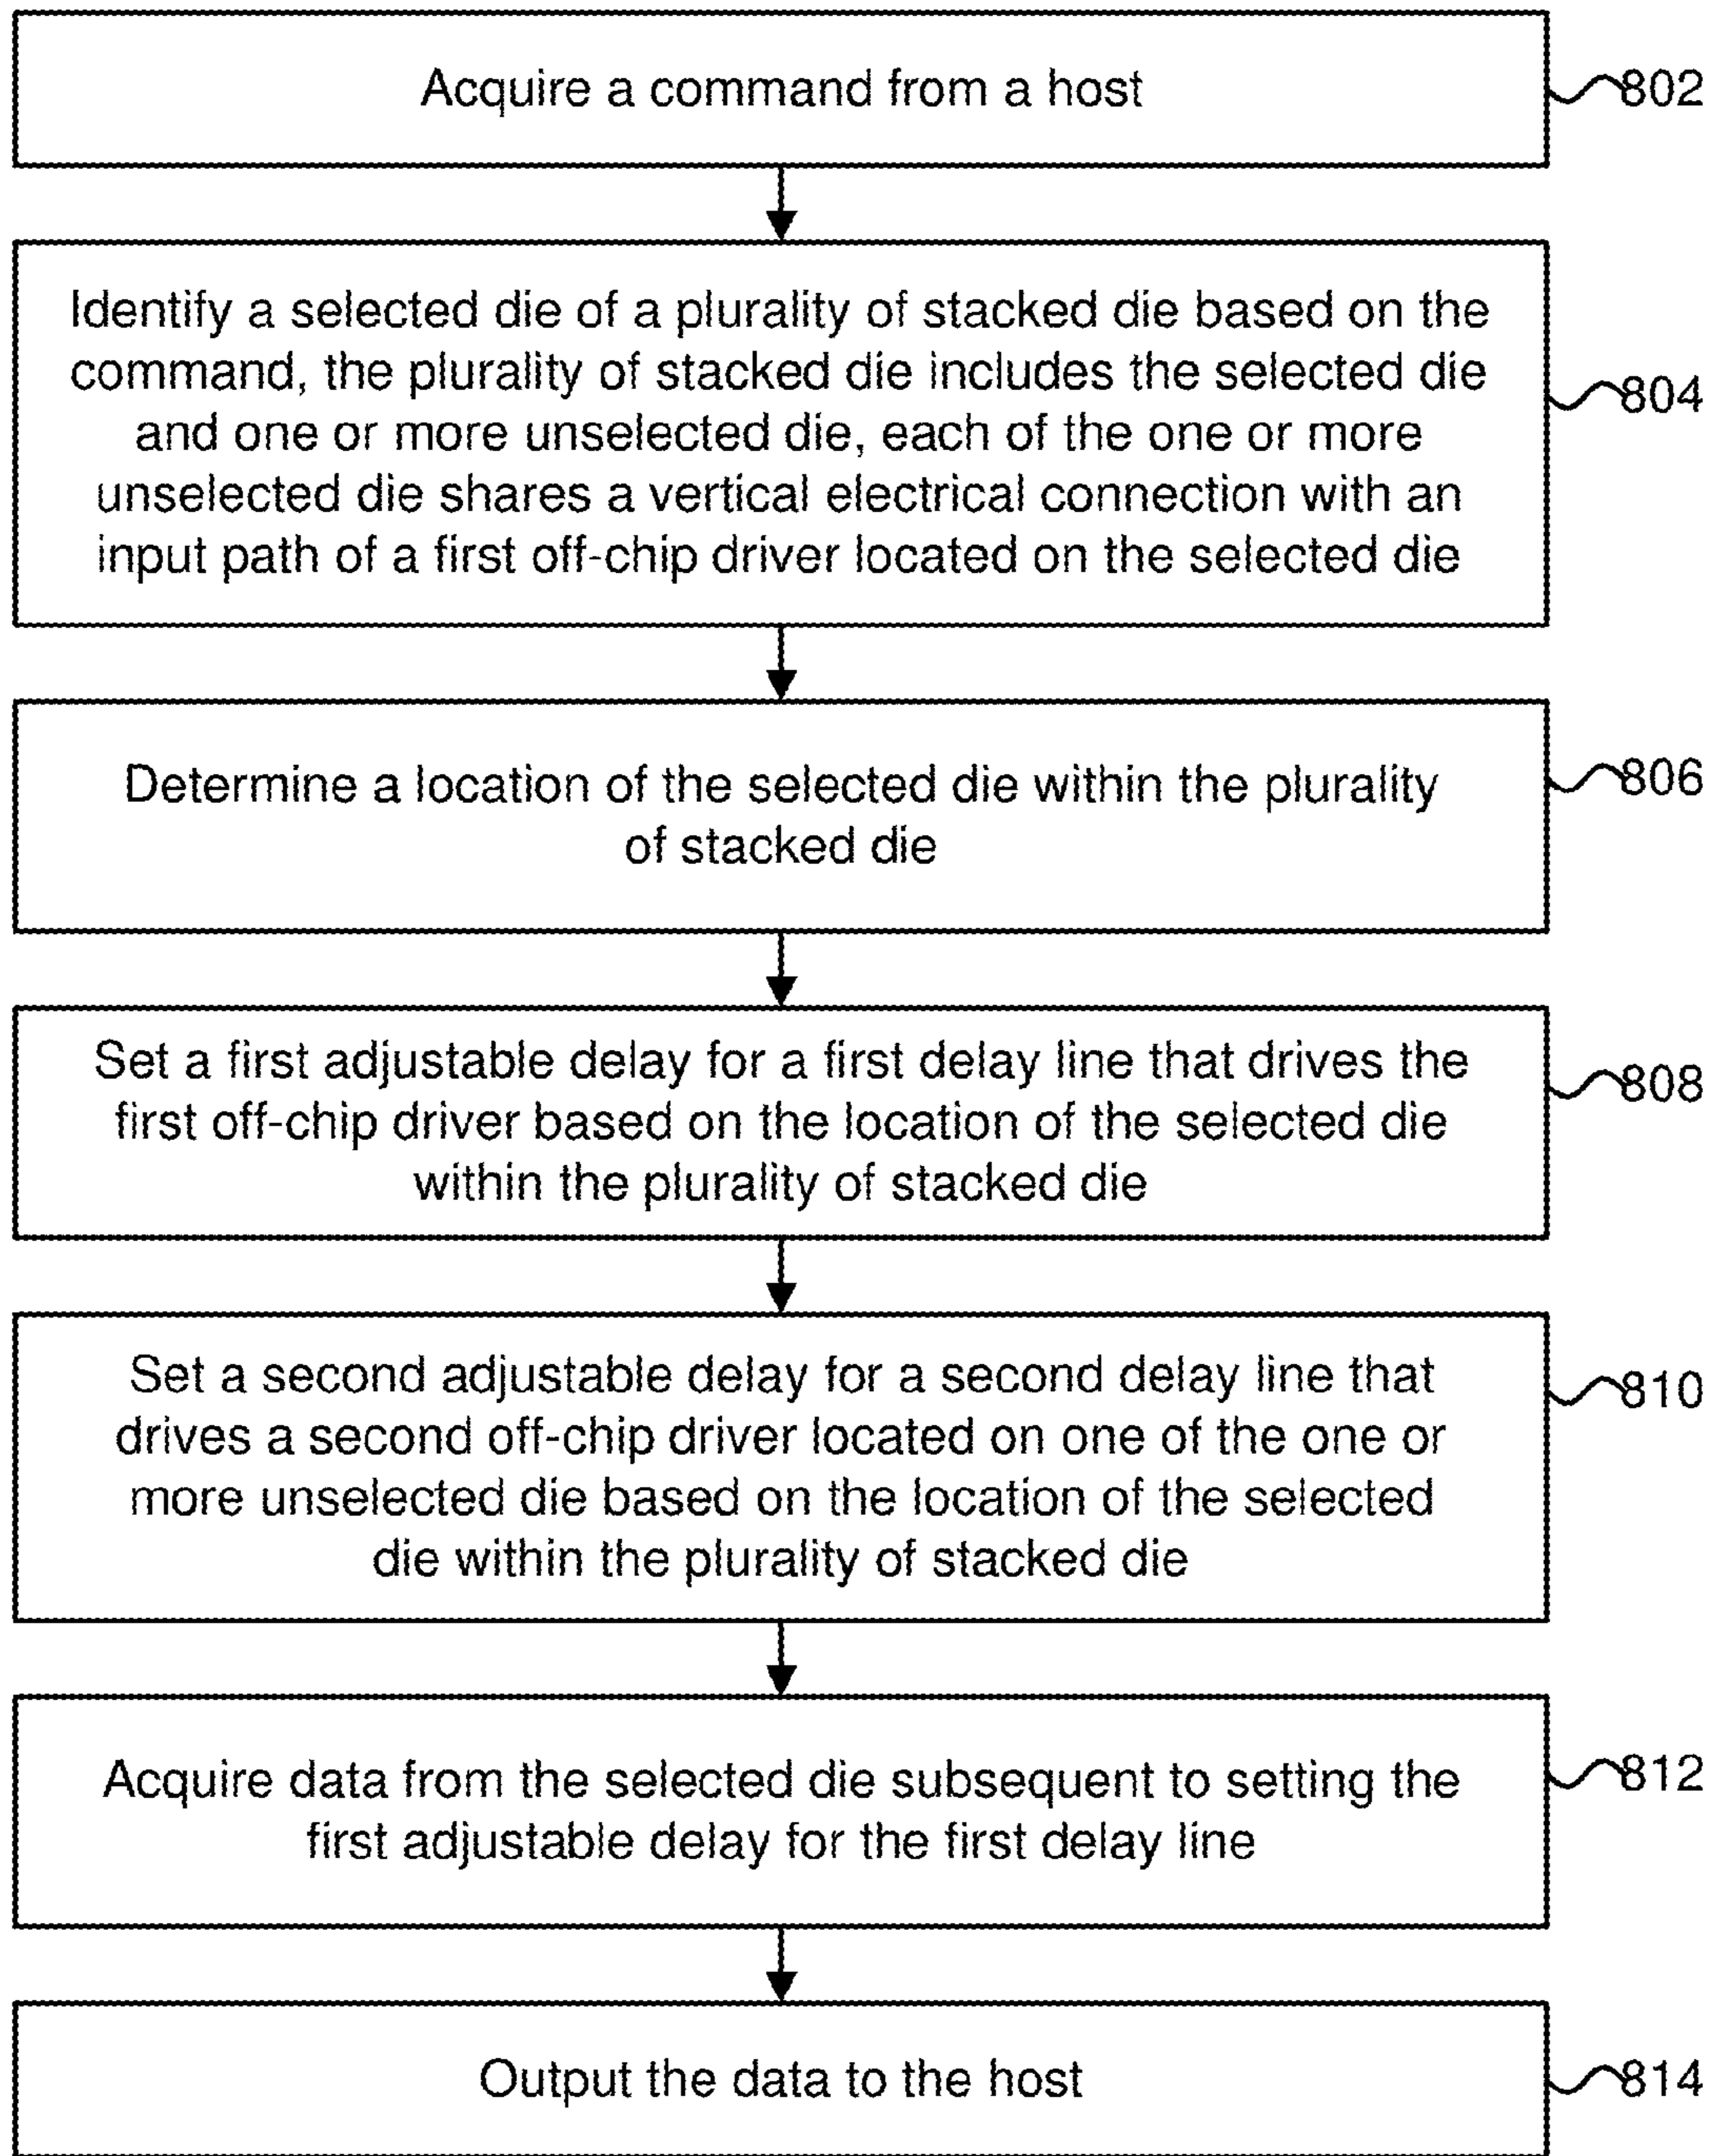 Acquire a command from a host
802
Identify a selected die of a plurality of stacked die based on the
command, the plurality of stacked die includes the selected die
and one or more unselected die, each of the one or more
unselected die shares a vertical electrical connection with an
input path of a first off-chip driver located on the selected die
804
Determine a location of the selected die within the plurality
of stacked die
806
Set a first adjustable delay for a first delay line that drives the
first off-chip driver based on the location of the selected die
within the plurality of stacked die
808
Set a second adjustable delay for a second delay line that
drives a second off-chip driver located on one of the one or
more unselected die based on the location of the selected
die within the plurality of stacked die
810
Acquire data from the selected die subsequent to setting the
first adjustable delay for the first delay line
812
Output the data to the host
814